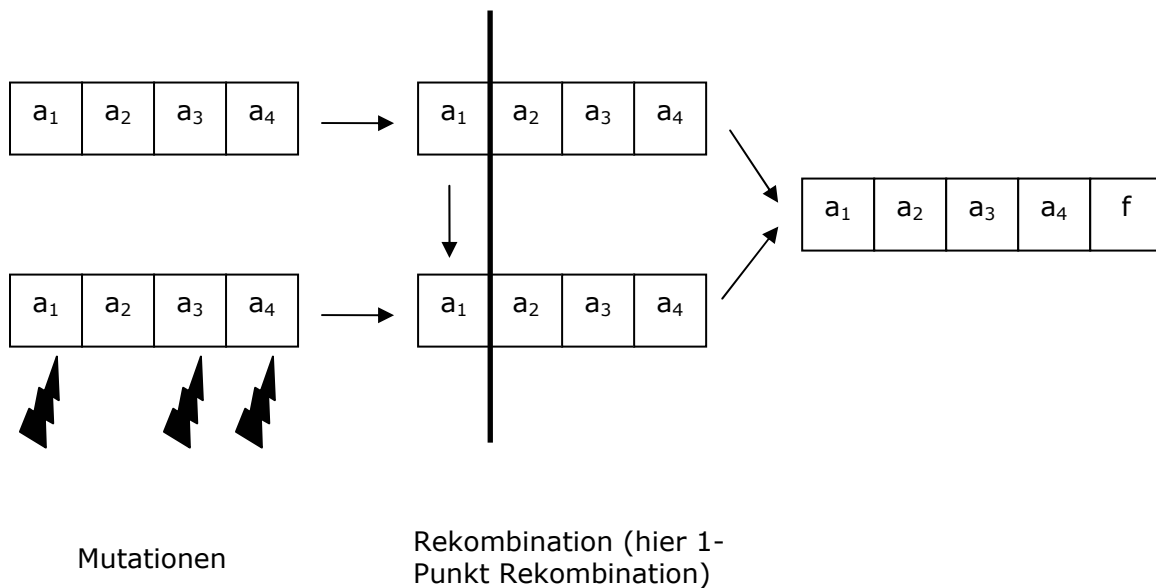 a₁ a₂ a₃ a₄
a₁ a₂ a₃ a₄
a₁ a₂ a₃ a₄ f
a₁ a₂ a₃ a₄
a₁ a₂ a₃ a₄
Mutationen
Rekombination (hier 1-
Punkt Rekombination)